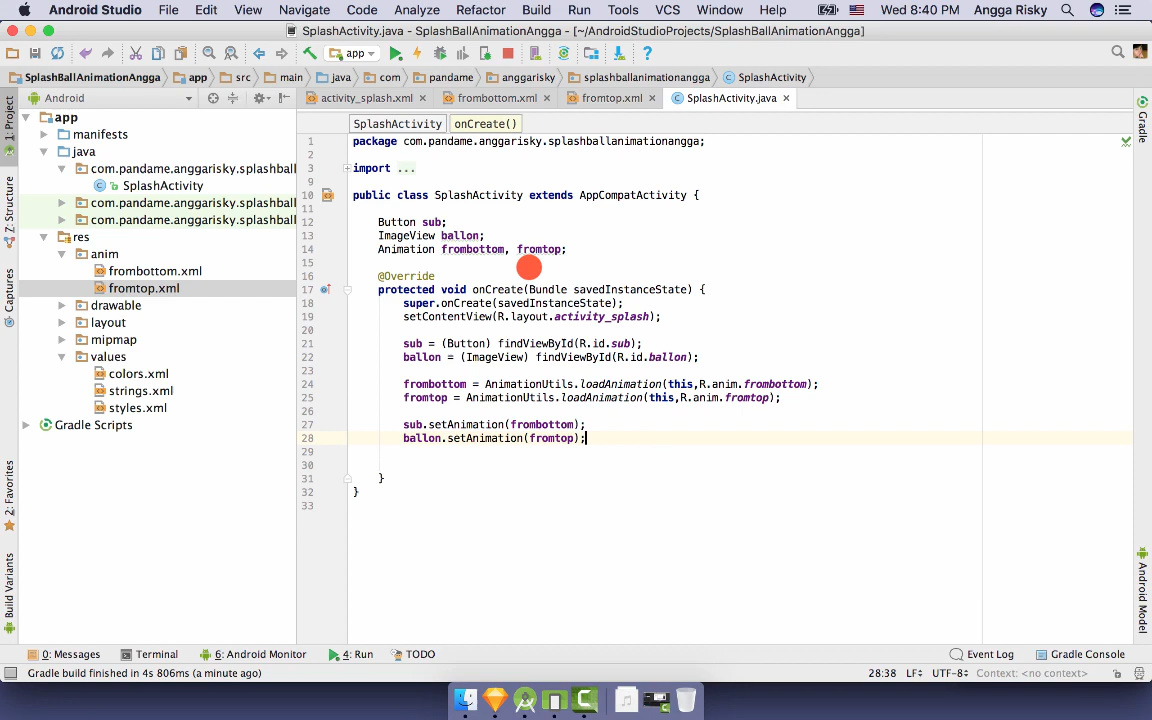 Android Studio File Edit View Navigate Code Analyze Refactor Build Run Tools VCS Window Help Wed 8:40 PM Angga Risky
SplashActivity.java - SplashBallAnimationAngga - [~/AndroidStudioProjects/SplashBallAnimationAngga]
app
SplashBallAnimationAngga app src main java com pandame anggarisky splashballanimationangga SplashActivity
Android
activity_splash.xml frombottom.xml fromtop.xml SplashActivity.java
SplashActivity onCreate()
1: Project
Z: Structure
Captures
2: Favorites
Build Variants
app
manifests
java
com.pandame.anggarisky.splashball
SplashActivity
com.pandame.anggarisky.splashball
com.pandame.anggarisky.splashball
res
anim
frombottom.xml
fromtop.xml
drawable
layout
mipmap
values
colors.xml
strings.xml
styles.xml
Gradle Scripts
1 package com.pandame.anggarisky.splashballanimationangga;
2
3 import ...
9
10 public class SplashActivity extends AppCompatActivity {
11
12 Button sub;
13 ImageView ballon;
14 Animation frombottom, fromtop;
15
16 @Override
17 protected void onCreate(Bundle savedInstanceState) {
18 super.onCreate(savedInstanceState);
19 setContentView(R.layout.activity_splash);
20
21 sub = (Button) findViewById(R.id.sub);
22 ballon = (ImageView) findViewById(R.id.ballon);
23
24 frombottom = AnimationUtils.loadAnimation(this,R.anim.frombottom);
25 fromtop = AnimationUtils.loadAnimation(this,R.anim.fromtop);
26
27 sub.setAnimation(frombottom);
28 ballon.setAnimation(fromtop);
29
30
31 }
32 }
33
Gradle
Android Model
0: Messages Terminal 6: Android Monitor 4: Run TODO Event Log Gradle Console
Gradle build finished in 4s 806ms (a minute ago) 28:38 LF UTF-8 Context: <no context>